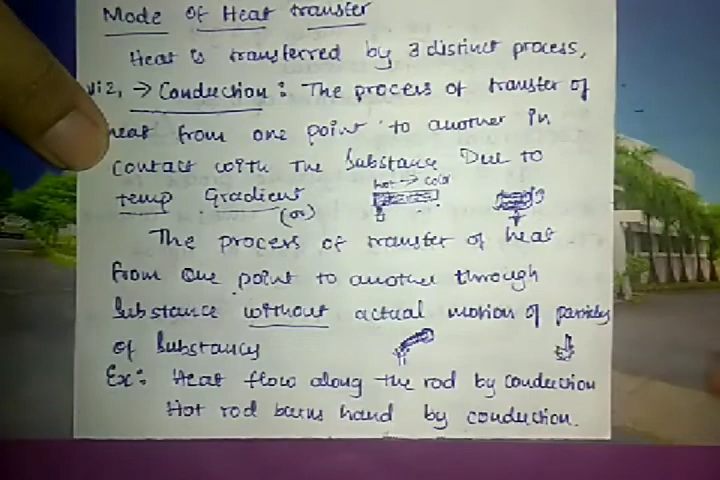 Mode of Heat transfer
Heat is transferred by 3 distinct process,
viz, → Conduction: The process of transfer of
heat from one point to another in
contact with the Substance Due to
hot → cold
temp Gradient
(or)
The process of transfer of heat
from one point to another through
Substance without actual motion of particles
of Substances
Ex: Heat flow along the rod by conduction
Hot rod burns hand by conduction.